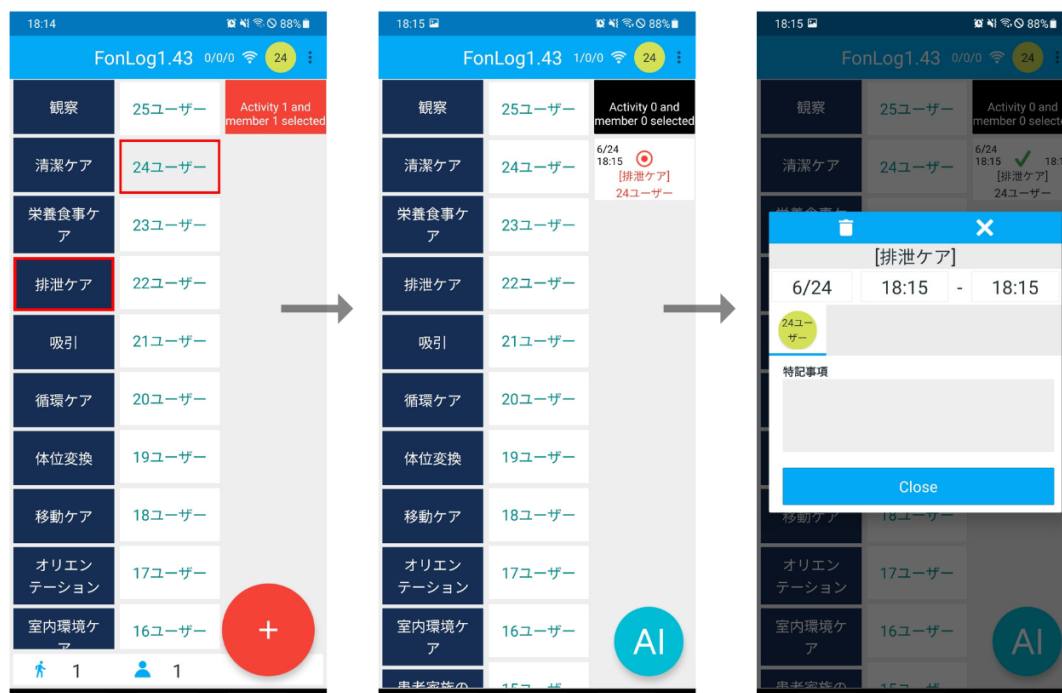 18:14
88%
FonLog1.43 0/0/0 24
観察
清潔ケア
栄養食事ケ
ア
排泄ケア
吸引
循環ケア
体位変換
移動ケア
オリエン
テーション
室内環境ケ
ア
25ユーザー
24ユーザー
23ユーザー
22ユーザー
21ユーザー
20ユーザー
19ユーザー
18ユーザー
17ユーザー
16ユーザー
Activity 1 and
member 1 selected
+
1
1
18:15
88%
FonLog1.43 1/0/0 24
観察
清潔ケア
栄養食事ケ
ア
排泄ケア
吸引
循環ケア
体位変換
移動ケア
オリエン
テーション
室内環境ケ
ア
患者家族の
25ユーザー
24ユーザー
23ユーザー
22ユーザー
21ユーザー
20ユーザー
19ユーザー
18ユーザー
17ユーザー
16ユーザー
15ユーザー
Activity 0 and
member 0 selected
6/24
18:15
[排泄ケア]
24ユーザー
AI
18:15
88%
FonLog1.43 0/0/0 24
観察
清潔ケア
25ユーザー
24ユーザー
Activity 0 and
member 0 selecte
6/24
18:15
[排泄ケア]
24ユーザー
[排泄ケア]
6/24 18:15 - 18:15
24ユー
ザー
特記事項
Close
移動ケア
オリエン
テーション
室内環境ケ
ア
18ユーザー
17ユーザー
16ユーザー
AI